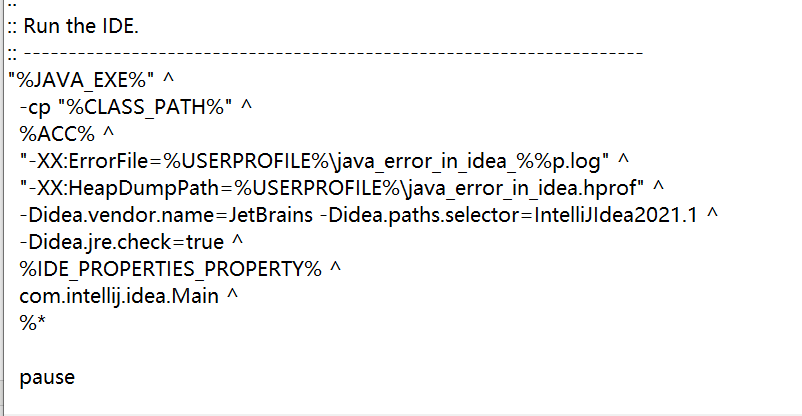 ::
:: Run the IDE.
:: ---------------------------------------------------------------------
"%JAVA_EXE%" ^
-cp "%CLASS_PATH%" ^
%ACC% ^
"-XX:ErrorFile=%USERPROFILE%\java_error_in_idea_%%p.log" ^
"-XX:HeapDumpPath=%USERPROFILE%\java_error_in_idea.hprof" ^
-Didea.vendor.name=JetBrains -Didea.paths.selector=IntelliJIdea2021.1 ^
-Didea.jre.check=true ^
%IDE_PROPERTIES_PROPERTY% ^
com.intellij.idea.Main ^
%*
pause